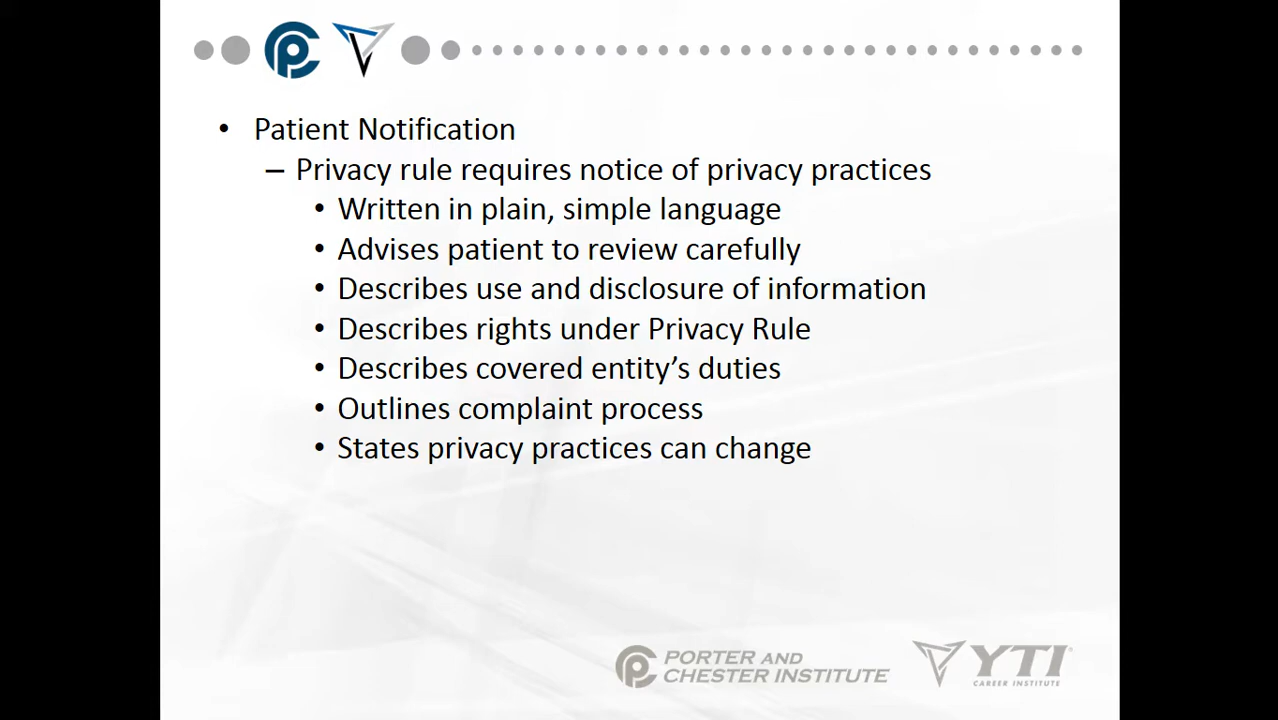 • Patient Notification
– Privacy rule requires notice of privacy practices
• Written in plain, simple language
• Advises patient to review carefully
• Describes use and disclosure of information
• Describes rights under Privacy Rule
• Describes covered entity’s duties
• Outlines complaint process
• States privacy practices can change
PORTER AND
CHESTER INSTITUTE
YTI
CAREER INSTITUTE